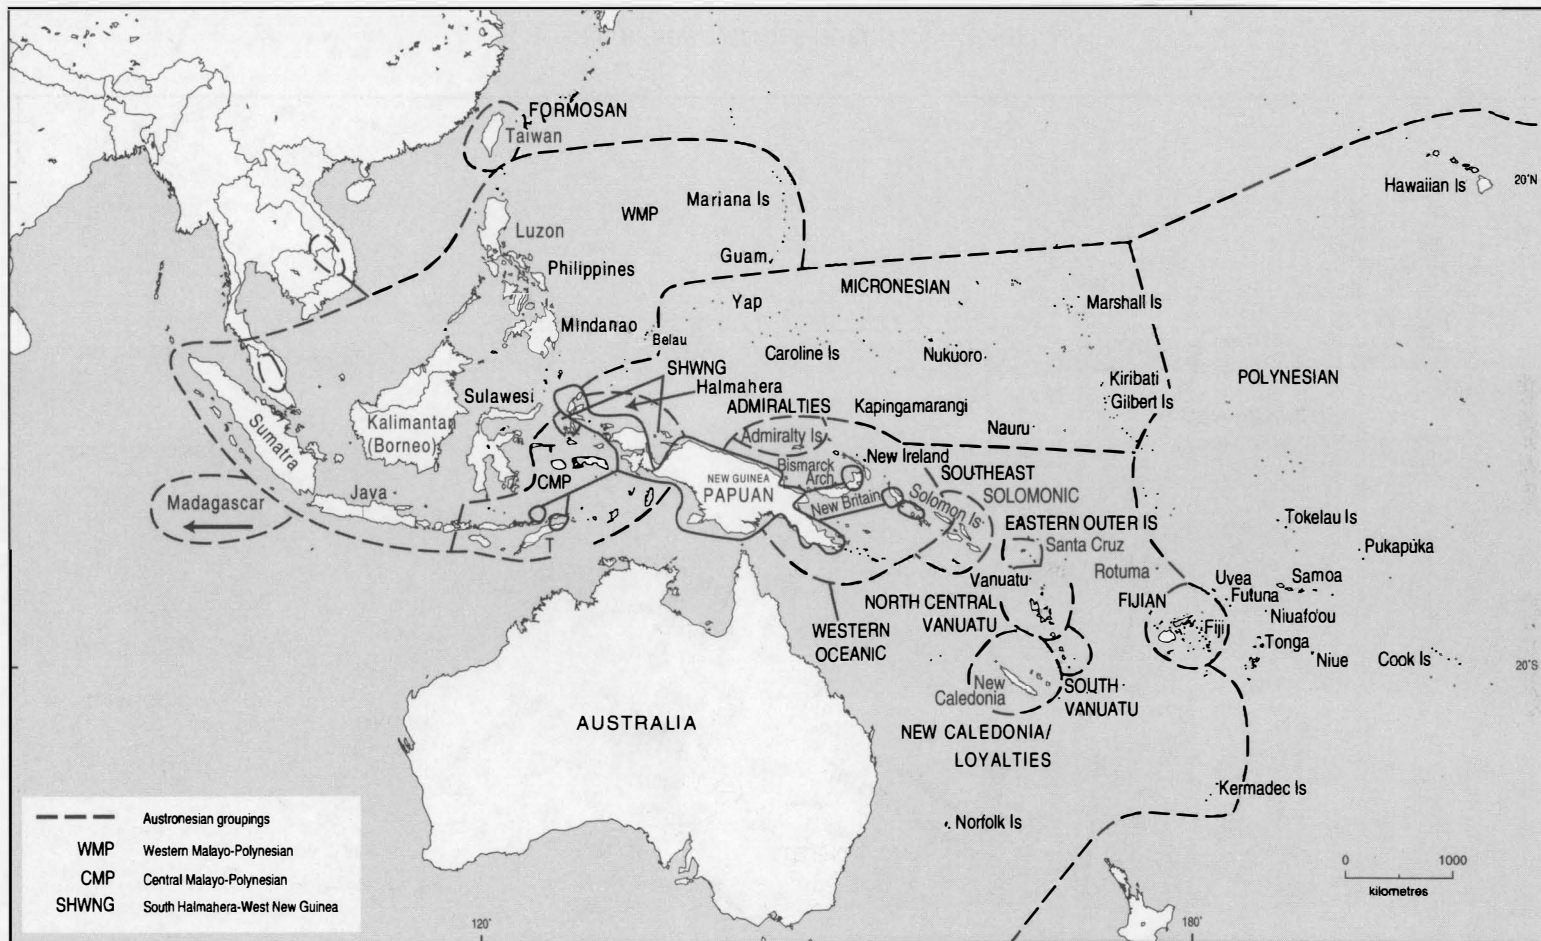 FORMOSAN
Taiwan
Hawaiian Is
20°N
Mariana Is
WMP
Luzon
Guam
Philippines
MICRONESIAN
Yap
Marshall Is
Mindanao
Belau
Caroline Is
Nukuoro
SHWNG
Halmahera
POLYNESIAN
Kiribati
Gilbert Is
Sulawesi
ADMIRALTIES
Kapingamarangi
Kalimantan
(Borneo)
Sumatra
Nauru
Admiralty Is
New Ireland
Bismarck
Arch
SOUTHEAST
SOLOMONIC
CMP
NEW GUINEA
PAPUAN
Java
Madagascar
New Britain
Solomon Is
EASTERN OUTER IS
Tokelau Is
Santa Cruz
Pukapuka
T
Rotuma
Vanuatu
Uvea
Samoa
Futuna
NORTH CENTRAL
VANUATU
FIJIAN
Niuafo'ou
Fiji
WESTERN
OCEANIC
Tonga
Niue
Cook Is
20°S
New
Caledonia
SOUTH
VANUATU
AUSTRALIA
NEW CALEDONIA/
LOYALTIES
Kermadec Is
Norfolk Is
Austronesian groupings
WMP Western Malayo-Polynesian
CMP Central Malayo-Polynesian
SHWNG South Halmahera-West New Guinea
0 1000
kilometres
120°
180°